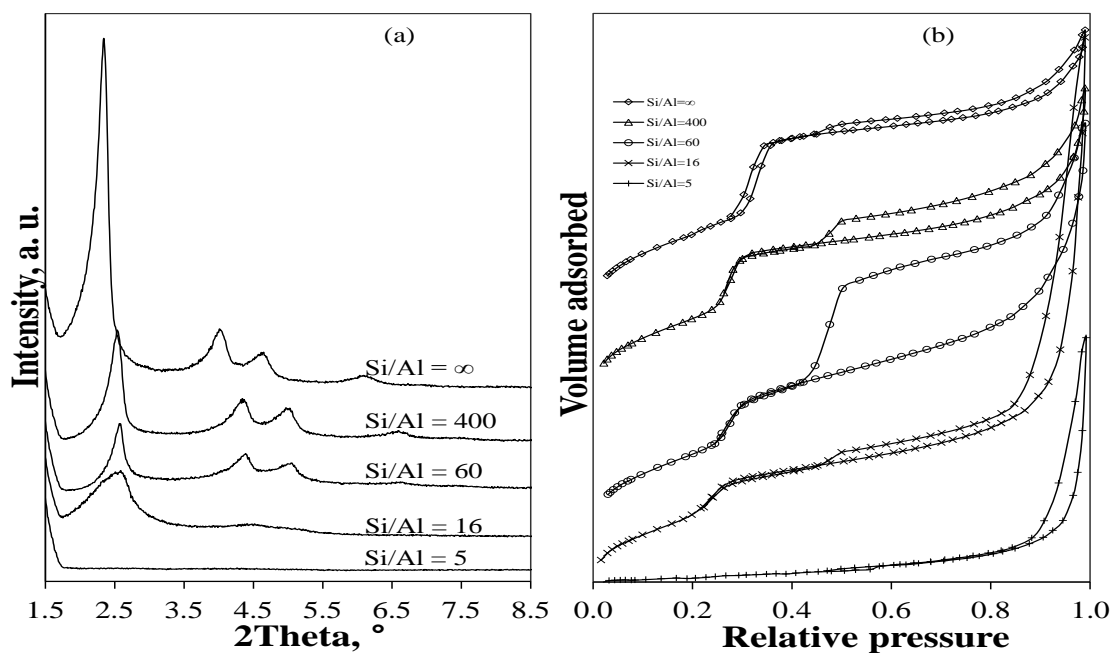 (a)
Intensity, a. u.
Si/Al = ∞
Si/Al = 400
Si/Al = 60
Si/Al = 16
Si/Al = 5
1.5 2.5 3.5 4.5 5.5 6.5 7.5 8.5
2Theta, °
(b)
Volume adsorbed
Si/Al=∞
Si/Al=400
Si/Al=60
Si/Al=16
Si/Al=5
0.0 0.2 0.4 0.6 0.8 1.0
Relative pressure